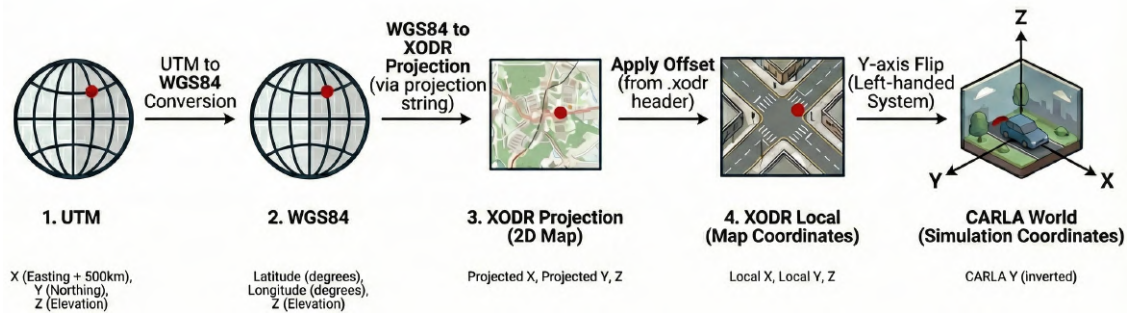 UTM to
WGS84
Conversion
WGS84 to
XODR
Projection
(via projection
string)
Apply Offset
(from .xodr
header)
Y-axis Flip
(Left-handed
System)
Z
Y
X
1. UTM
2. WGS84
3. XODR Projection
(2D Map)
4. XODR Local
(Map Coordinates)
CARLA World
(Simulation Coordinates)
X (Easting + 500km),
Y (Northing),
Z (Elevation)
Latitude (degrees),
Longitude (degrees),
Z (Elevation)
Projected X, Projected Y, Z
Local X, Local Y, Z
CARLA Y (inverted)